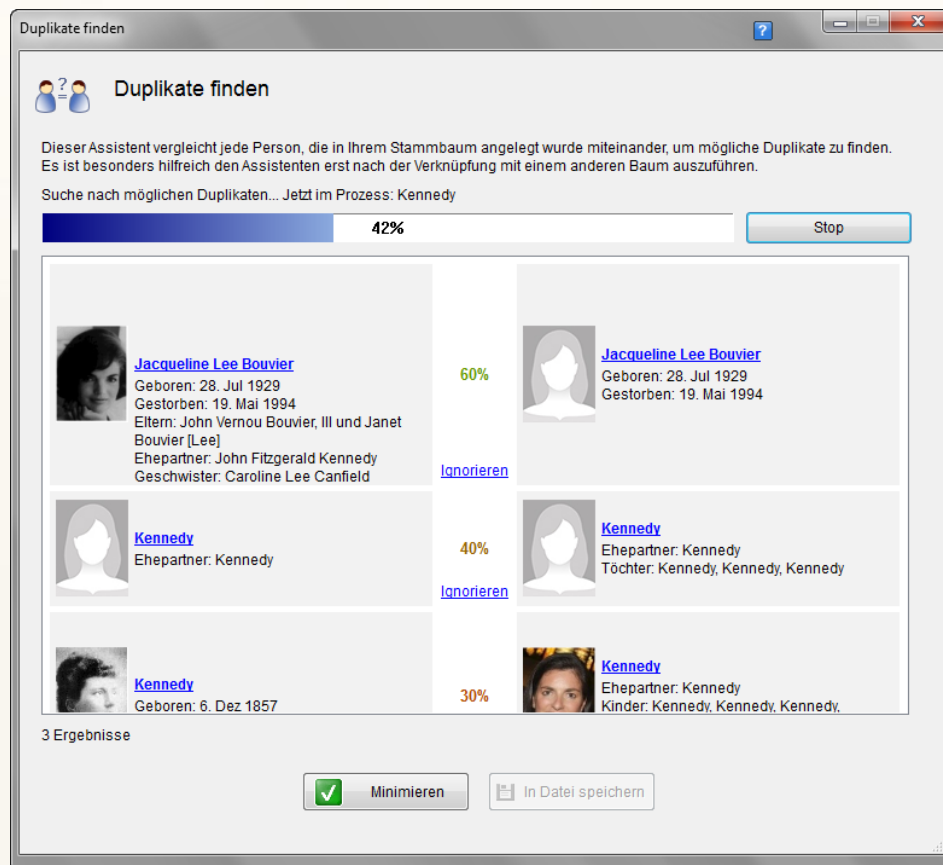 Duplikate finden
?
Duplikate finden
Dieser Assistent vergleicht jede Person, die in Ihrem Stammbaum angelegt wurde miteinander, um mögliche Duplikate zu finden.
Es ist besonders hilfreich den Assistenten erst nach der Verknüpfung mit einem anderen Baum auszuführen.
Suche nach möglichen Duplikaten... Jetzt im Prozess: Kennedy
42%
Stop
Jacqueline Lee Bouvier
Geboren: 28. Jul 1929
Gestorben: 19. Mai 1994
Eltern: John Vernou Bouvier, III und Janet
Bouvier [Lee]
Ehepartner: John Fitzgerald Kennedy
Geschwister: Caroline Lee Canfield
60%
Ignorieren
Jacqueline Lee Bouvier
Geboren: 28. Jul 1929
Gestorben: 19. Mai 1994
Kennedy
Ehepartner: Kennedy
40%
Ignorieren
Kennedy
Ehepartner: Kennedy
Töchter: Kennedy, Kennedy, Kennedy
Kennedy
Geboren: 6. Dez 1857
30%
Kennedy
Ehepartner: Kennedy
Kinder: Kennedy, Kennedy, Kennedy,
3 Ergebnisse
Minimieren
In Datei speichern